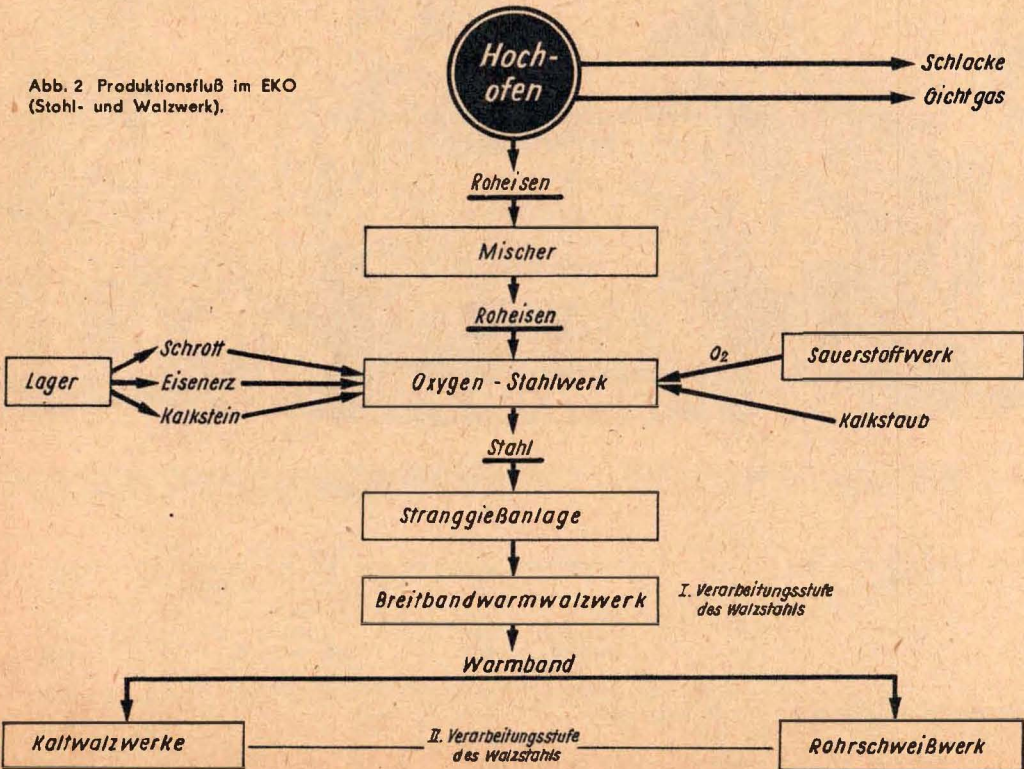 Abb. 2 Produktionsfluß im EKO
(Stahl- und Walzwerk).
Hoch-
ofen
Schlacke
Gichtgas
Roheisen
Mischer
Roheisen
Lager
Schrott
Eisenerz
Kalkstein
Oxygen - Stahlwerk
O2
Sauerstoffwerk
Kalkstaub
Stahl
Stranggießanlage
Breitbandwarmwalzwerk
I. Verarbeitungsstufe
des Walzstahls
Warmband
Kaltwalzwerke
II. Verarbeitungsstufe
des Walzstahls
Rohrschweißwerk